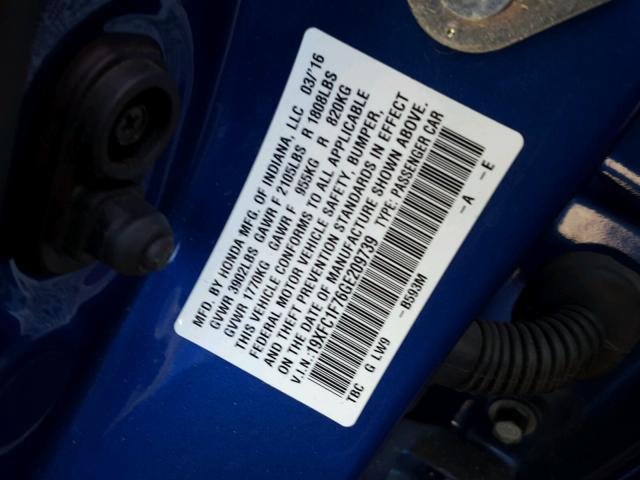 MFD. BY HONDA MFG. OF INDIANA, LLC 03/'16
GVWR 3902LBS GAWR F 2105LBS R 1808LBS
GVWR 1770KG GAWR F 955KG R 820KG
THIS VEHICLE CONFORMS TO ALL APPLICABLE
FEDERAL MOTOR VEHICLE SAFETY, BUMPER,
AND THEFT PREVENTION STANDARDS IN EFFECT
ON THE DATE OF MANUFACTURE SHOWN ABOVE.
V.I.N.:19XFC1F76GE209739 TYPE: PASSENGER CAR
TBC G LW9 –B593M –A –E